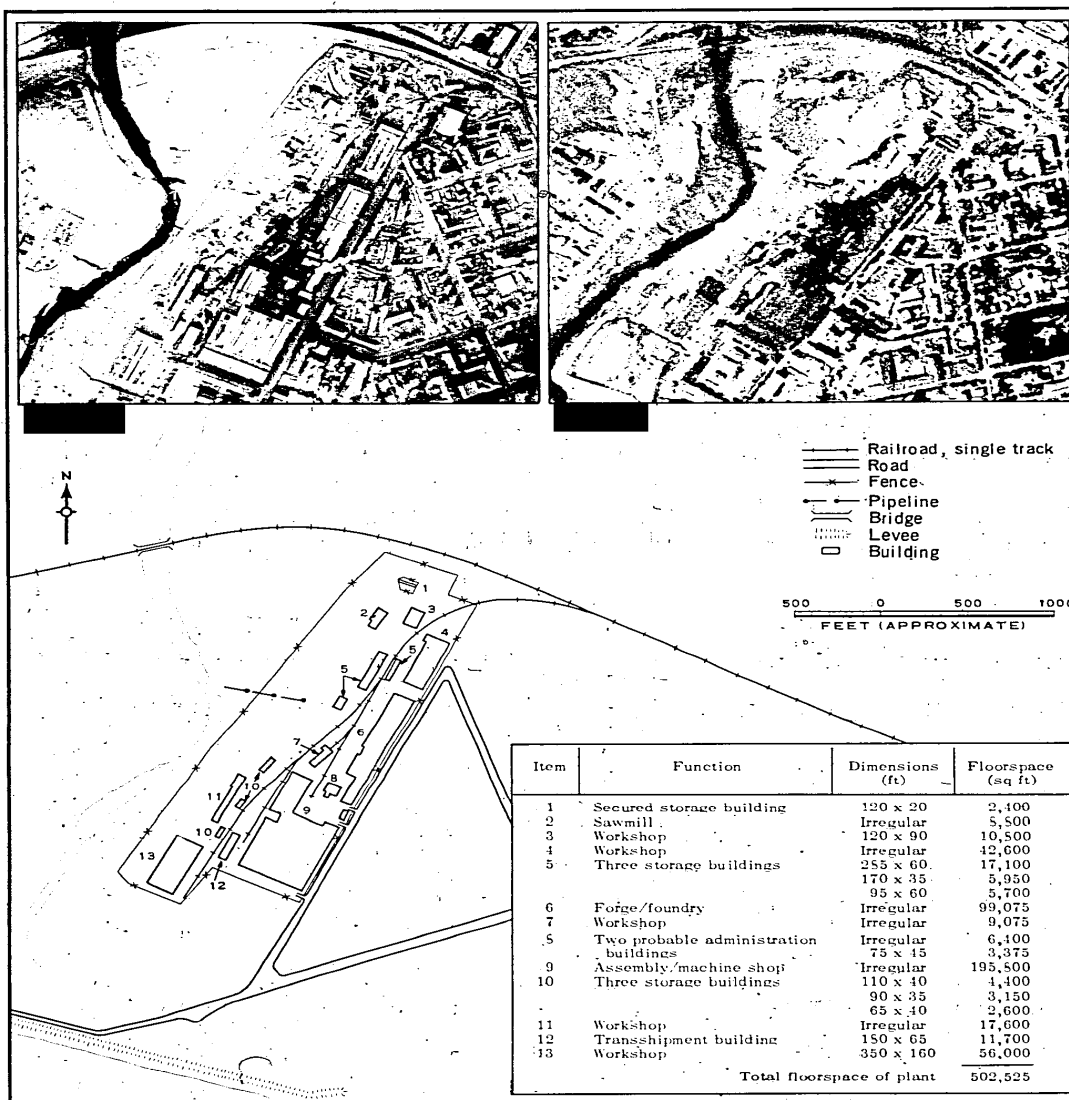 Railroad, single track
N
Road
Fence
Pipeline
Bridge
Levee
Building
1
2
3
500 0 500 1000
FEET (APPROXIMATE)
4
5
5
6
7
8
10
9
11
10
13
12
Item Function Dimensions (ft) Floorspace (sq ft)
1 Secured storage building 120 x 20 2,400
2 Sawmill Irregular 8,800
3 Workshop 120 x 90 10,800
4 Workshop Irregular 42,600
5 Three storage buildings 285 x 60 17,100
170 x 35 5,950
95 x 60 5,700
6 Forge/foundry Irregular 99,075
7 Workshop Irregular 9,075
8 Two probable administration Irregular 6,400
buildings 75 x 45 3,375
9 Assembly/machine shop Irregular 195,800
10 Three storage buildings 110 x 40 4,400
90 x 35 3,150
65 x 40 2,600
11 Workshop Irregular 17,600
12 Transshipment building 180 x 65 11,700
13 Workshop 350 x 160 56,000
Total floorspace of plant 502,525